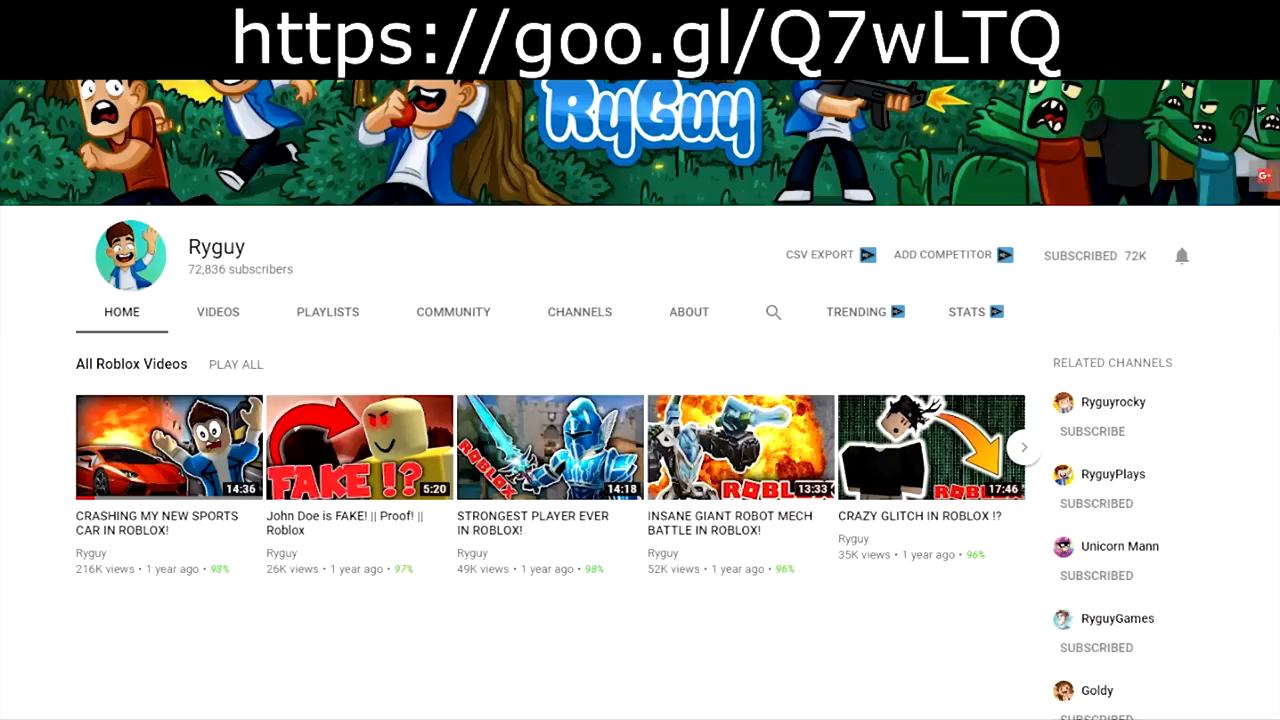 https://goo.gl/Q7wLTQ
RyGuy
G+
Ryguy
72,836 subscribers
CSV EXPORT
ADD COMPETITOR
SUBSCRIBED 72K
HOME
VIDEOS
PLAYLISTS
COMMUNITY
CHANNELS
ABOUT
TRENDING
STATS
All Roblox Videos
PLAY ALL
RELATED CHANNELS
14:36
FAKE !?
5:20
ROBLOX
14:18
ROBLOX
13:33
ROBLOX
17:46
CRASHING MY NEW SPORTS
CAR IN ROBLOX!
Ryguy
216K views • 1 year ago • 98%
John Doe is FAKE! || Proof! ||
Roblox
Ryguy
26K views • 1 year ago • 97%
STRONGEST PLAYER EVER
IN ROBLOX!
Ryguy
49K views • 1 year ago • 98%
INSANE GIANT ROBOT MECH
BATTLE IN ROBLOX!
Ryguy
52K views • 1 year ago • 96%
CRAZY GLITCH IN ROBLOX !?
Ryguy
35K views • 1 year ago • 96%
Ryguyrocky
SUBSCRIBE
RyguyPlays
SUBSCRIBED
Unicorn Mann
SUBSCRIBED
RyguyGames
SUBSCRIBED
Goldy
SUBSCRIBED